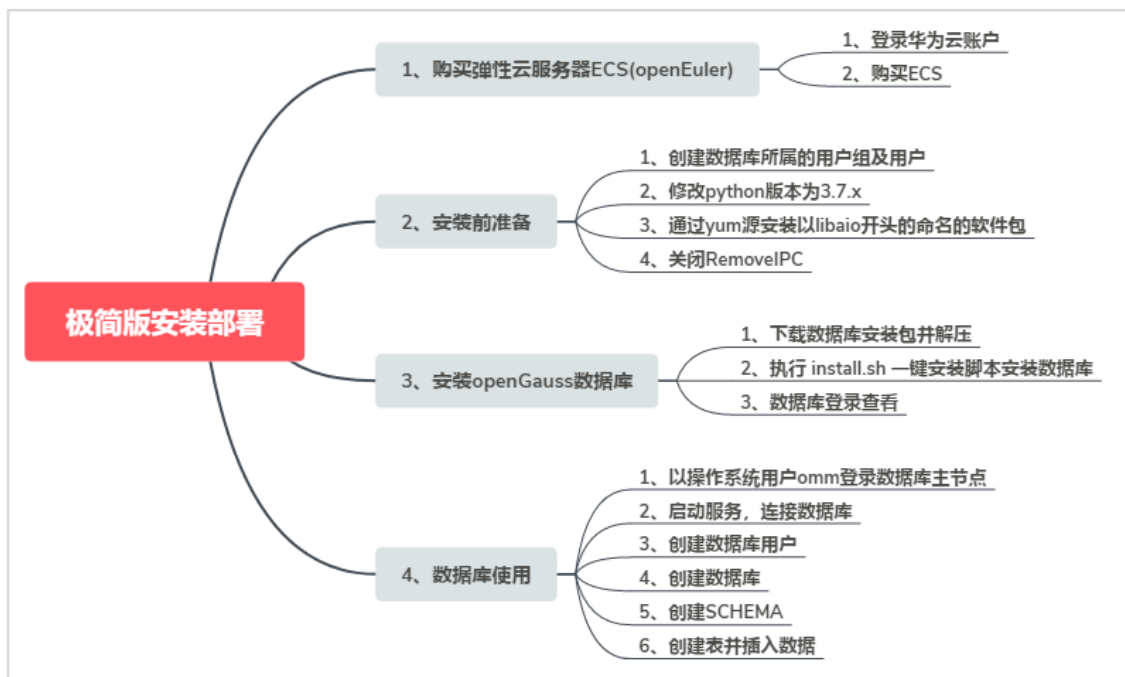 1、购买弹性云服务器ECS(openEuler)
1、登录华为云账户
2、购买ECS
2、安装前准备
1、创建数据库所属的用户组及用户
2、修改python版本为3.7.x
3、通过yum源安装以libaio开头的命名的软件包
4、关闭RemoveIPC
极简版安装部署
3、安装openGauss数据库
1、下载数据库安装包并解压
2、执行 install.sh 一键安装脚本安装数据库
3、数据库登录查看
4、数据库使用
1、以操作系统用户omm登录数据库主节点
2、启动服务，连接数据库
3、创建数据库用户
4、创建数据库
5、创建SCHEMA
6、创建表并插入数据